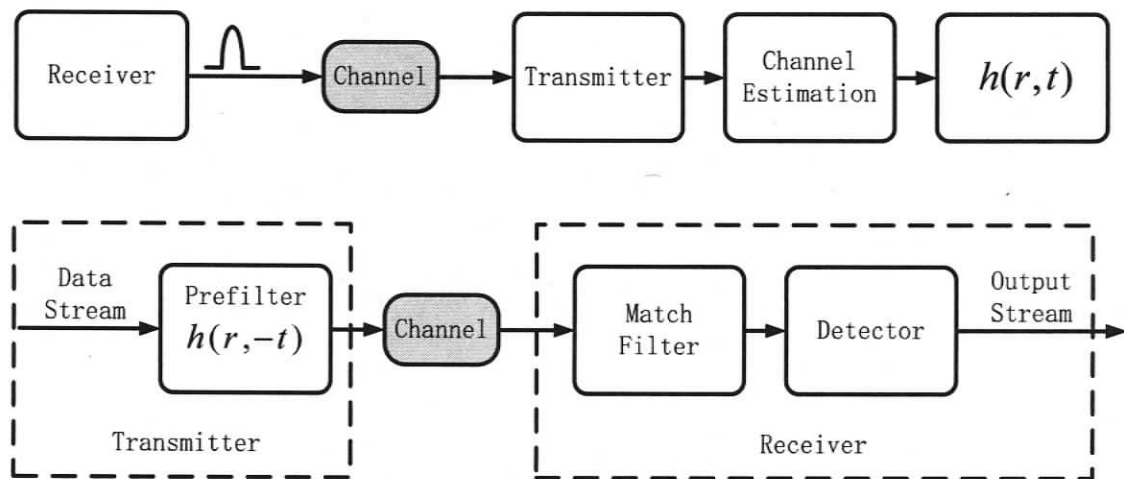 Receiver
Channel
Transmitter
Channel
Estimation
h(r,t)
Data
Stream
Prefilter
h(r,-t)
Channel
Match
Filter
Detector
Output
Stream
Transmitter
Receiver